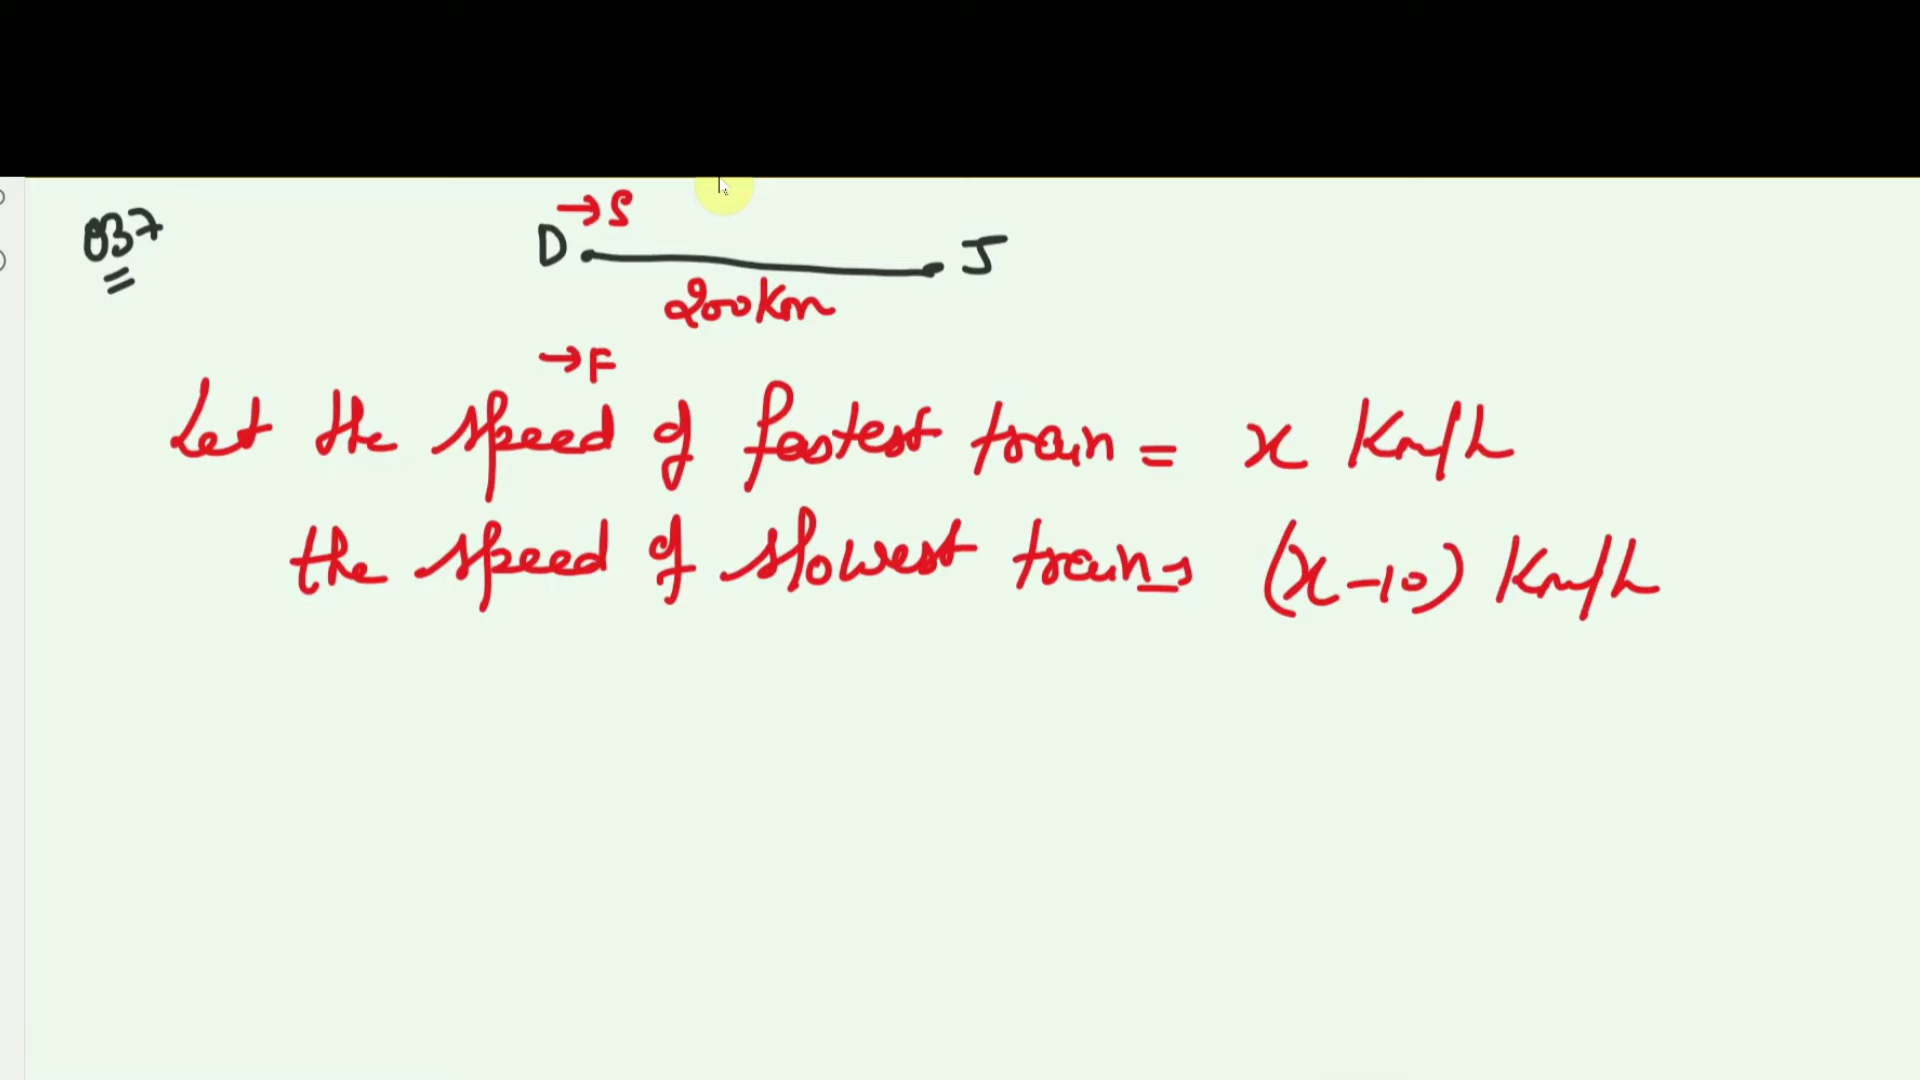 Q37
→S
D J
200Km
→F
Let the speed of fastest train = x Km/h
the speed of slowest train = (x-10) Km/h